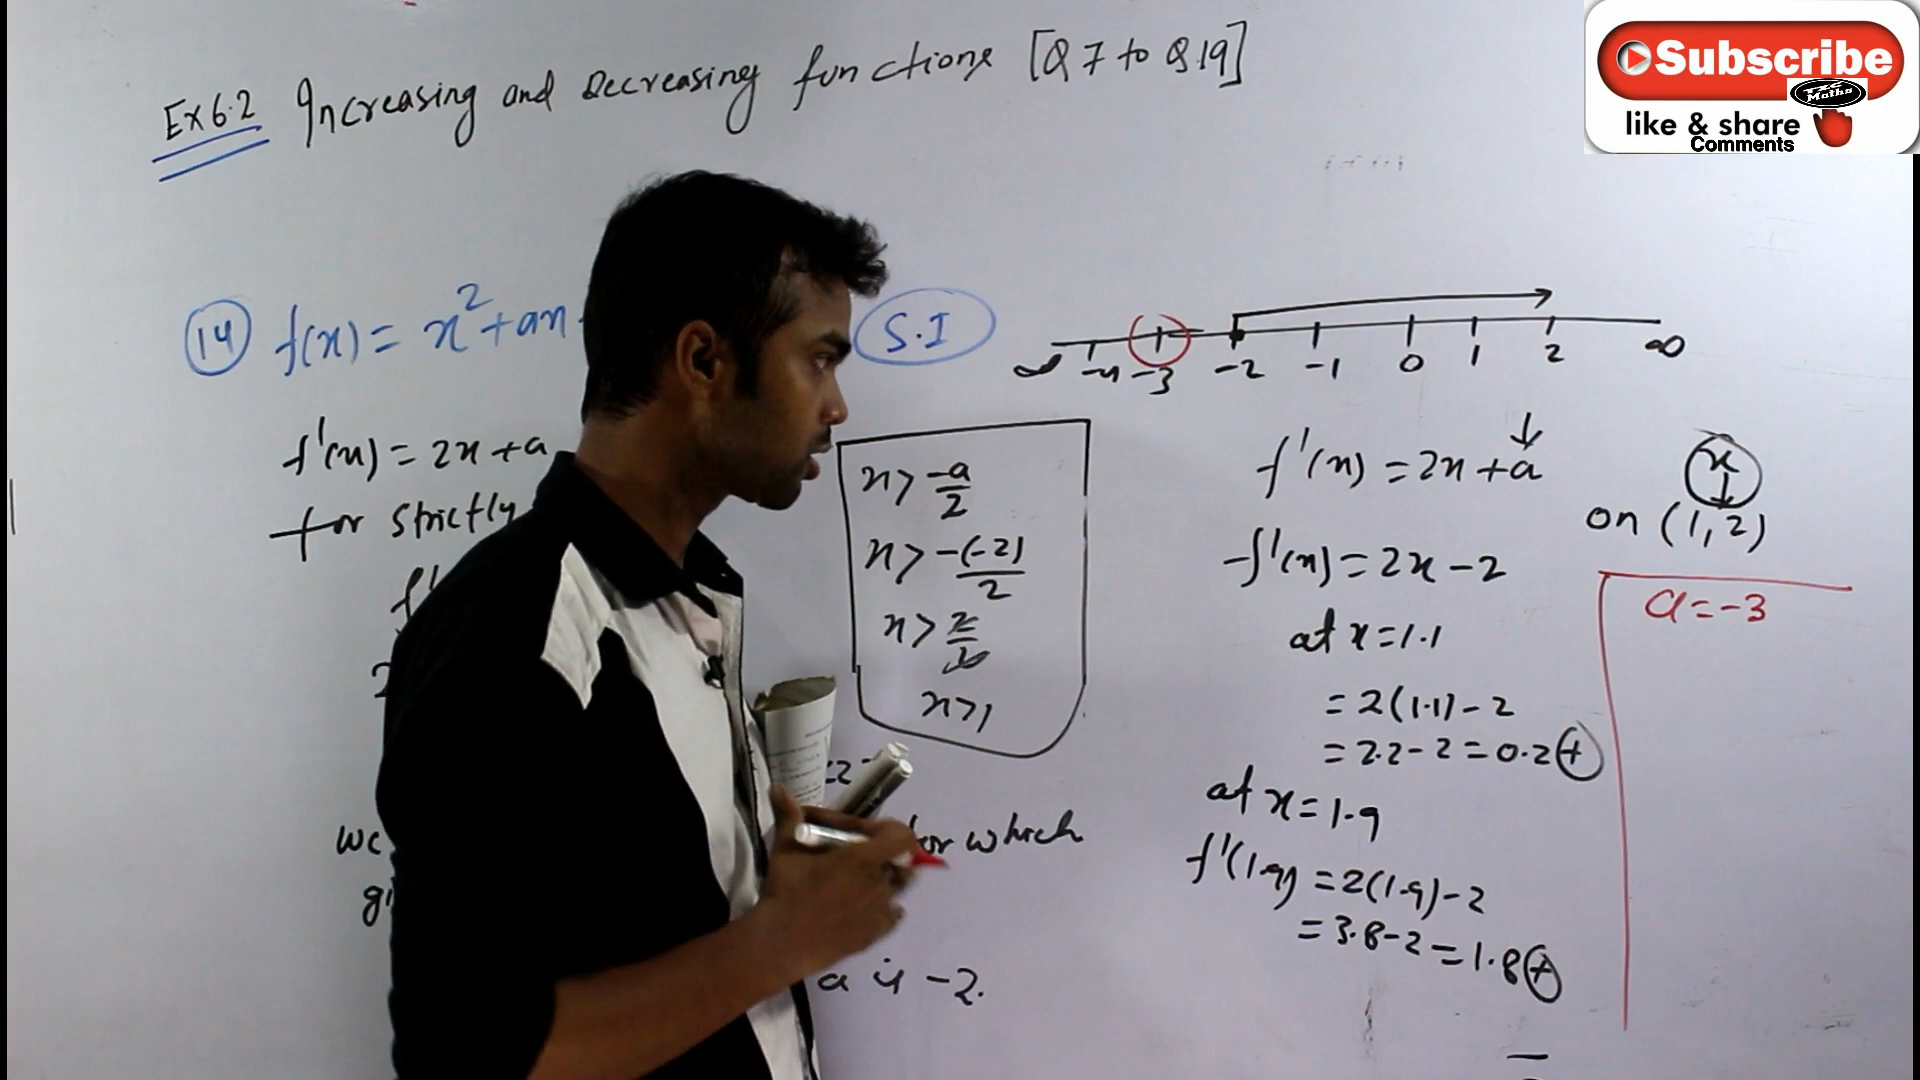 Ex 6.2 Increasing and Decreasing functions [Q 7 to Q.19]
Subscribe
TZC Maths
like & share
Comments
14 f(x) = x² + ax
S.I
-4 -3 -2 -1 0 1 2 ∞
f'(x) = 2x + a
for strictly
x > -a/2
x > -(-2)/2
x > 2/2
x > 1
we
for which
a is -2.
f'(x) = 2x + a
x
on (1, 2)
f'(x) = 2x - 2
at x = 1.1
= 2(1.1) - 2
= 2.2 - 2 = 0.2 +
at x = 1.9
f'(1.9) = 2(1.9) - 2
= 3.8 - 2 = 1.8 +
a = -3